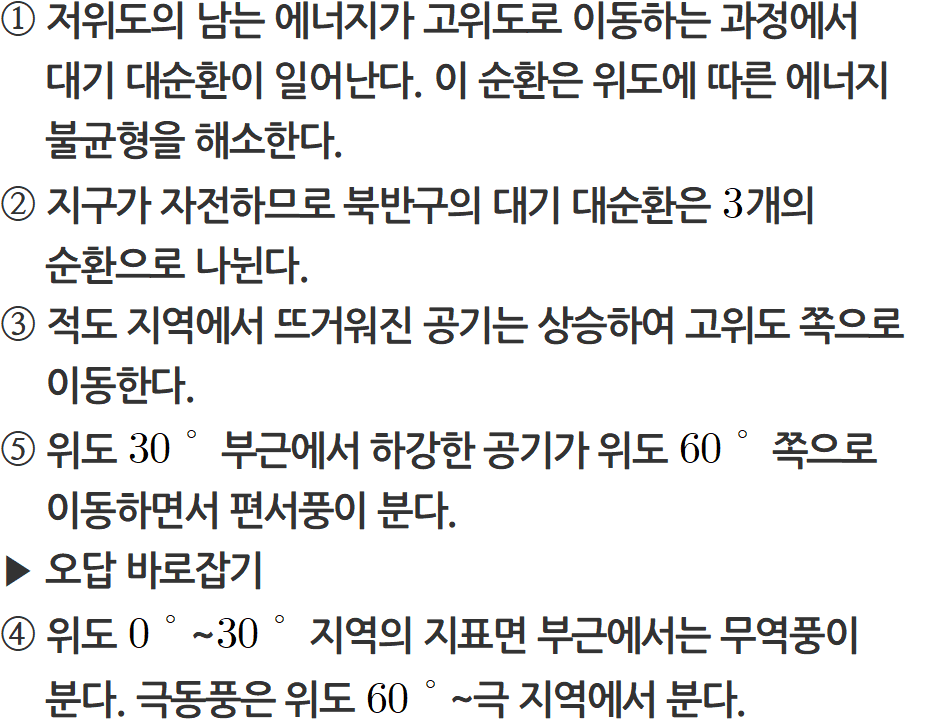 ① 저위도의 남는 에너지가 고위도로 이동하는 과정에서
대기 대순환이 일어난다. 이 순환은 위도에 따른 에너지
불균형을 해소한다.
② 지구가 자전하므로 북반구의 대기 대순환은 3개의
순환으로 나뉜다.
③ 적도 지역에서 뜨거워진 공기는 상승하여 고위도 쪽으로
이동한다.
⑤ 위도 30° 부근에서 하강한 공기가 위도 60° 쪽으로
이동하면서 편서풍이 분다.
▶ 오답 바로잡기
④ 위도 0°~30° 지역의 지표면 부근에서는 무역풍이
분다. 극동풍은 위도 60°~극 지역에서 분다.